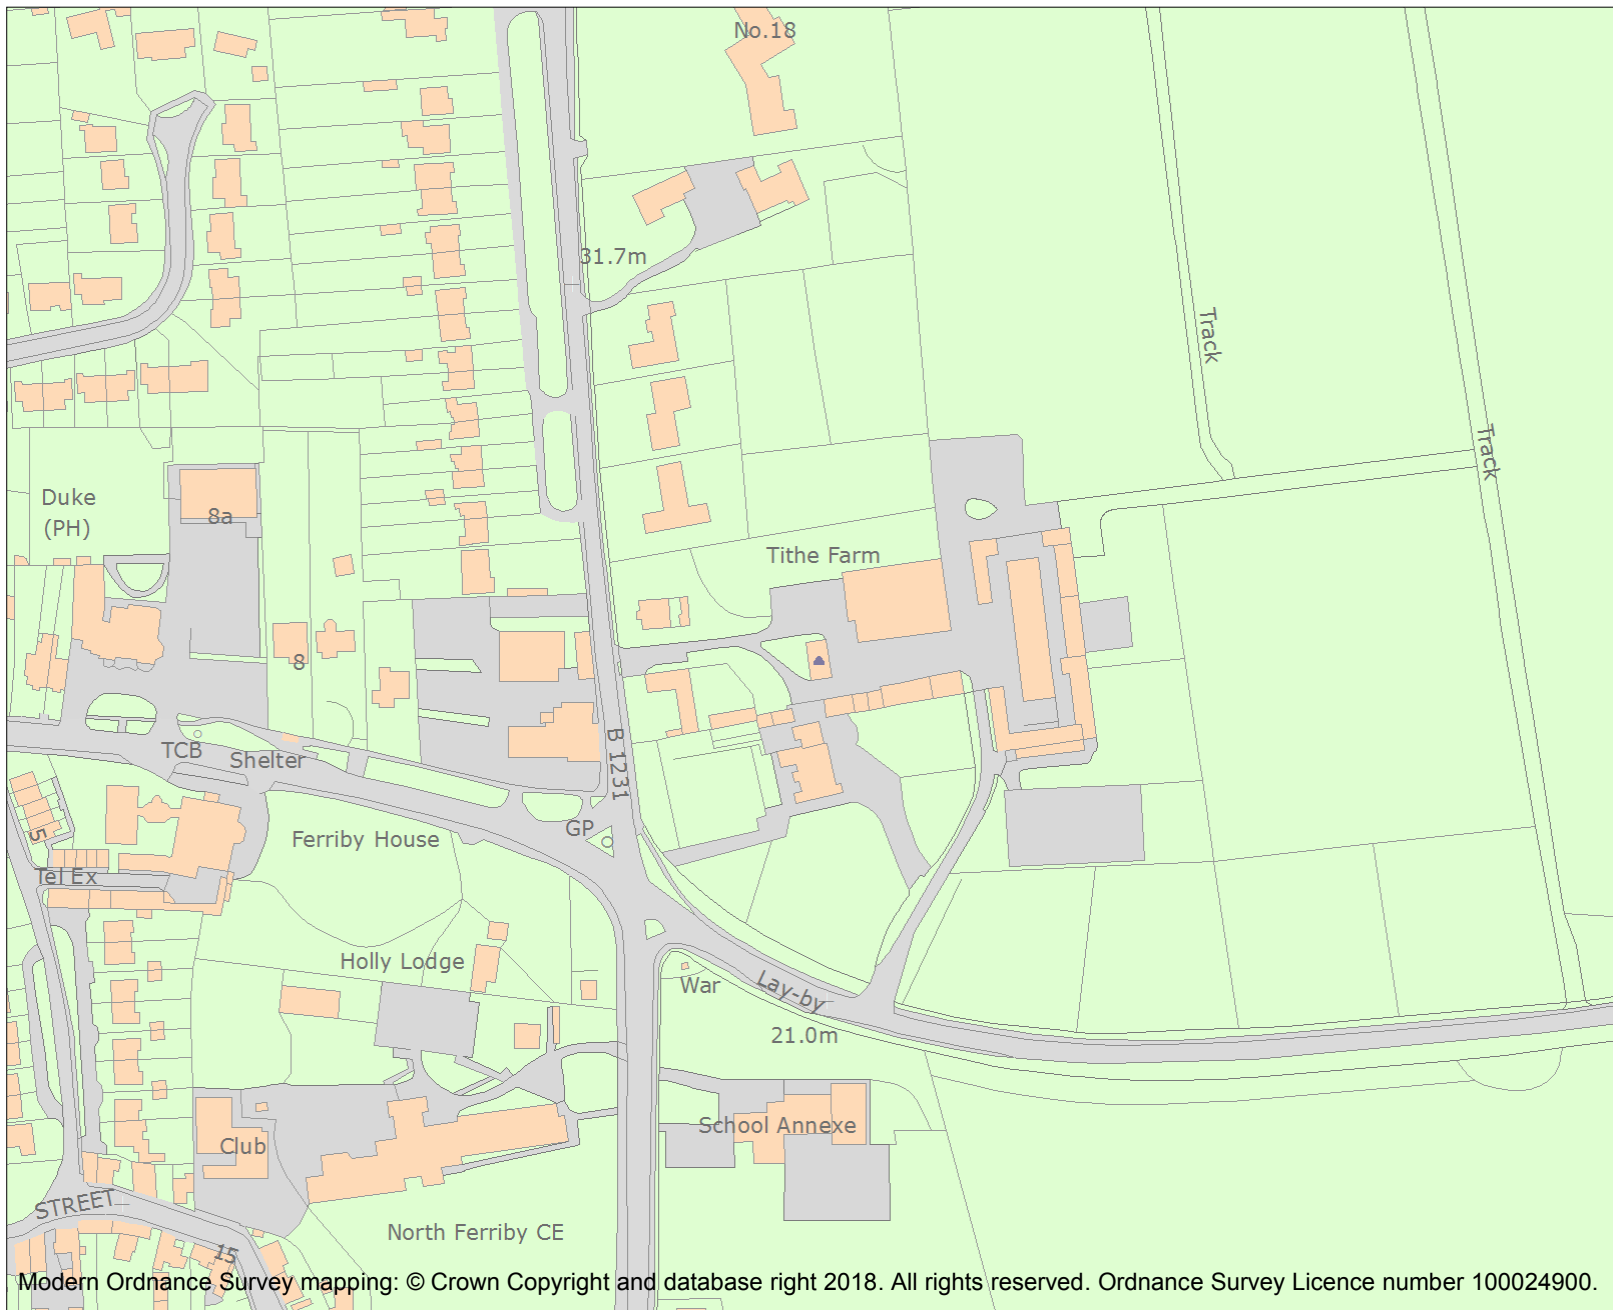 No.18
31.7m
Track
Track
Duke
(PH)
8a
Tithe Farm
8
B 1231
TCB
Shelter
5
GP
Ferriby House
Tel Ex
Holly Lodge
War
Lay-by
21.0m
School Annexe
Club
STREET
North Ferriby CE
15
Modern Ordnance Survey mapping: © Crown Copyright and database right 2018. All rights reserved. Ordnance Survey Licence number 100024900.